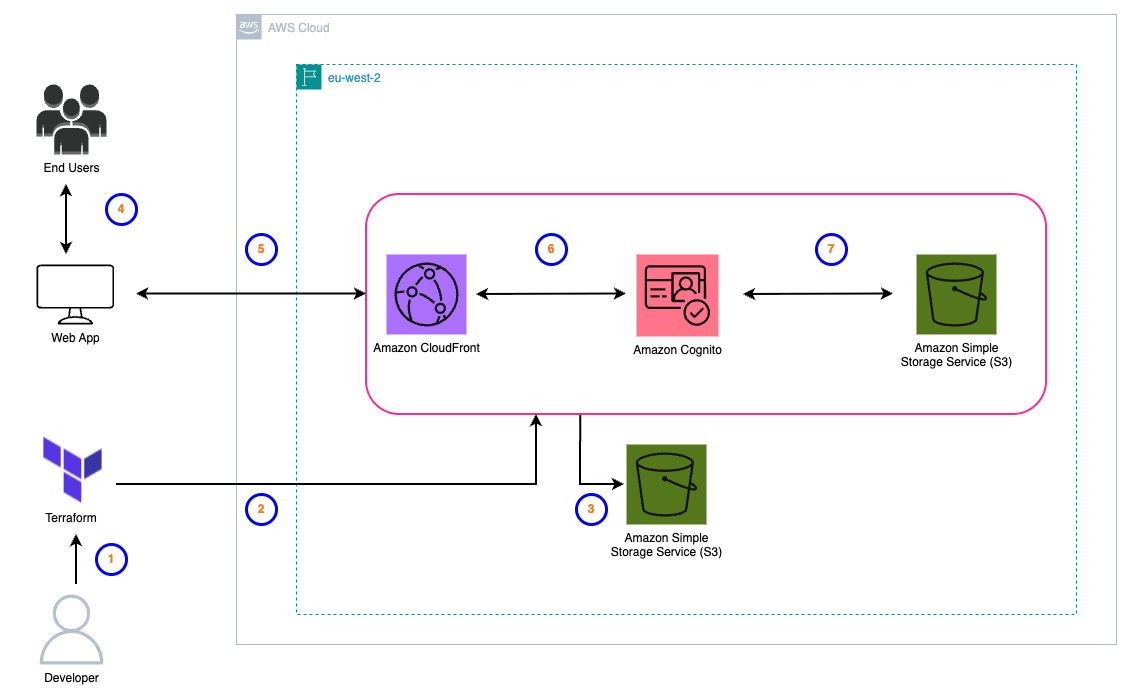 aws
AWS Cloud
eu-west-2
End Users
4
5
6
7
Web App
Amazon CloudFront
Amazon Cognito
Amazon Simple
Storage Service (S3)
Terraform
2
3
Amazon Simple
Storage Service (S3)
1
Developer